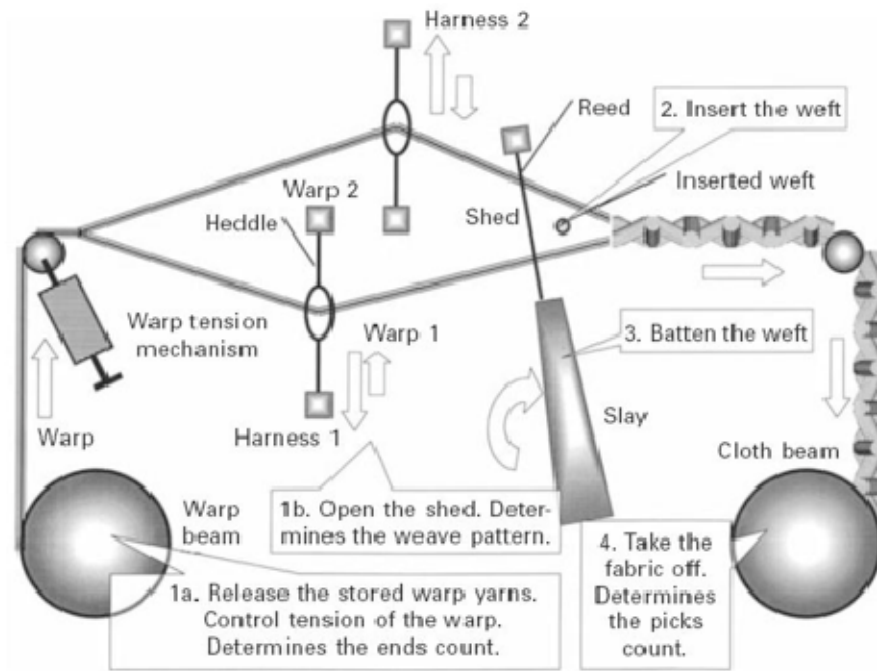 Harness 2
Reed
2. Insert the weft
Inserted weft
Warp 2
Heddle
Shed
Warp tension
mechanism
Warp 1
3. Batten the weft
Warp
Harness 1
Slay
Cloth beam
Warp
beam
1b. Open the shed. Deter-
mines the weave pattern.
4. Take the
fabric off.
Determines
the picks
count.
1a. Release the stored warp yarns.
Control tension of the warp.
Determines the ends count.